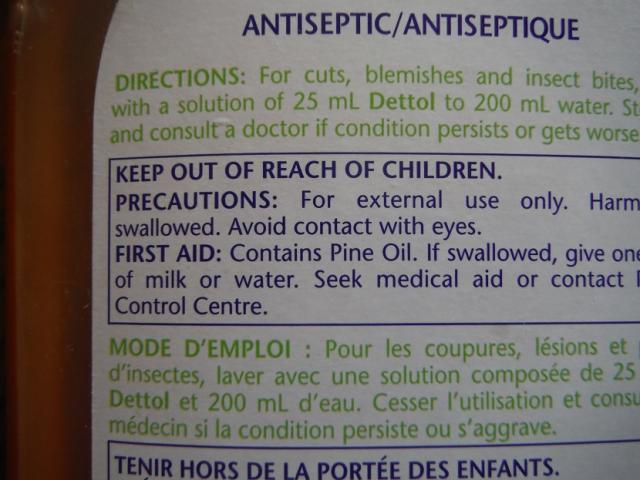 ANTISEPTIC/ANTISEPTIQUE
DIRECTIONS: For cuts, blemishes and insect bites,
with a solution of 25 mL Dettol to 200 mL water. St
and consult a doctor if condition persists or gets worse
KEEP OUT OF REACH OF CHILDREN.
PRECAUTIONS: For external use only. Harm
swallowed. Avoid contact with eyes.
FIRST AID: Contains Pine Oil. If swallowed, give one
of milk or water. Seek medical aid or contact
Control Centre.
MODE D'EMPLOI : Pour les coupures, lésions et
d'insectes, laver avec une solution composée de 25
Dettol et 200 mL d'eau. Cesser l'utilisation et consu
médecin si la condition persiste ou s'aggrave.
TENIR HORS DE LA PORTÉE DES ENFANTS.